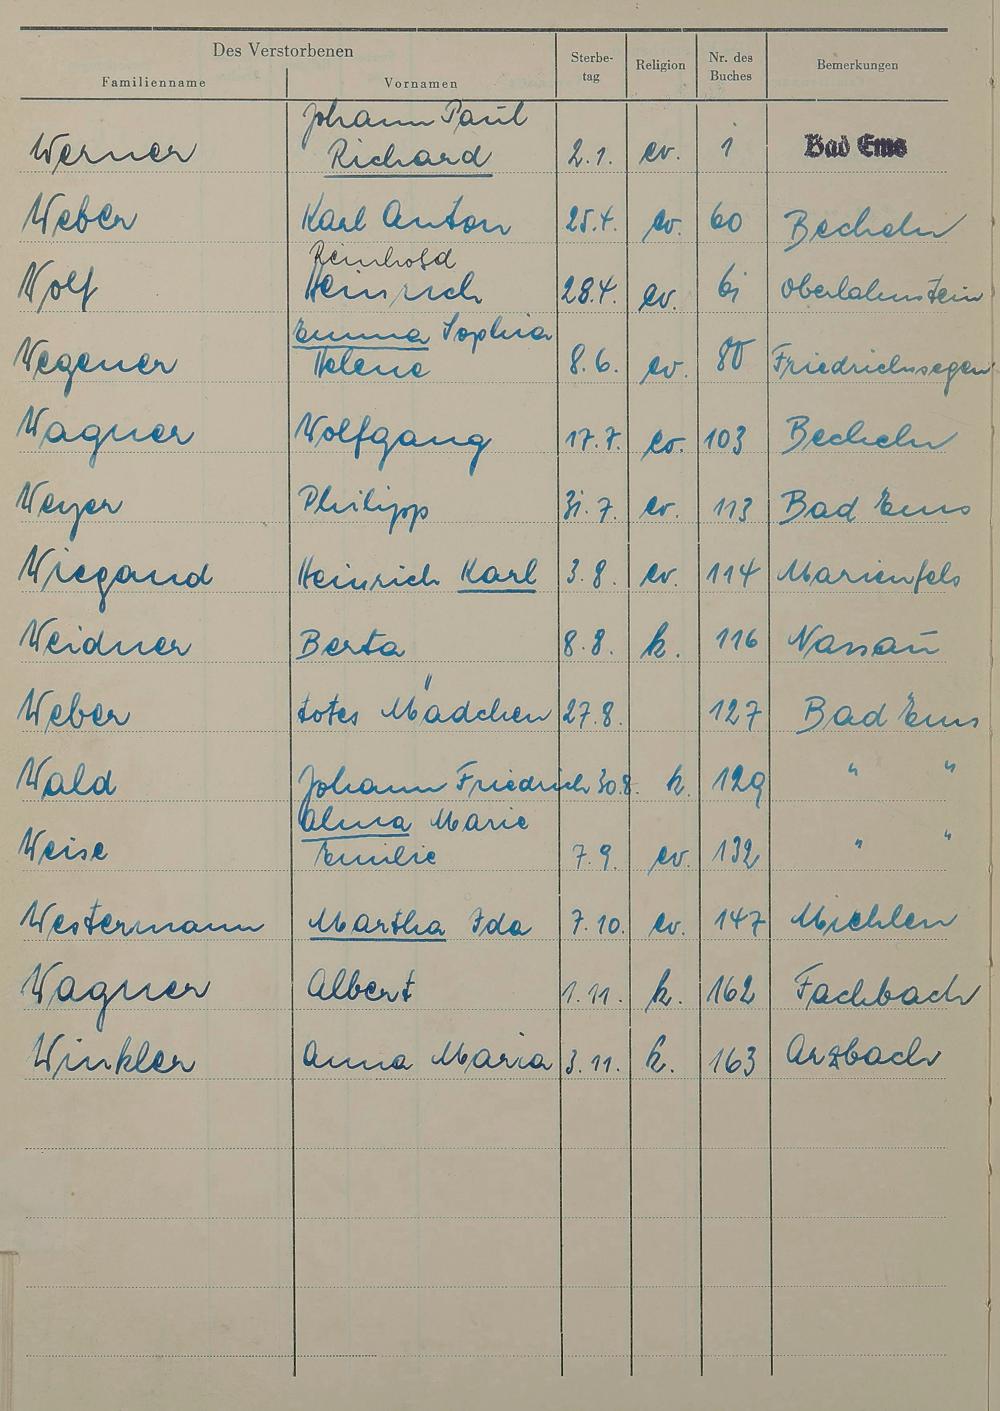 Des Verstorbenen
Familienname Vornamen Sterbe-tag Religion Nr. des Buches Bemerkungen
Johann Paul
Werner Richard 2.1. ev. 1 Bad Ems
Weber Karl Anton 25.4. ev. 60 Becheln
Reinhold
Wolf Heinrich 28.4. ev. 61 Oberlahnstein
Emma Sophia
Wegener Helene 8.6. ev. 80 Friedrichssegen
Wagner Wolfgang 17.7. ev. 103 Becheln
Weyer Philipp 31.7. ev. 113 Bad Ems
Wiegand Heinrich Karl 3.8. ev. 114 Marienfels
Weidner Berta 8.8. k. 116 Nassau
Weber totes Mädchen 27.8. 127 Bad Ems
Wald Johann Friedrich 30.8. k. 129 " "
Alma Marie
Weise Emilie 7.9. ev. 132 " "
Westermann Martha Ida 7.10. ev. 147 Miehlen
Wagner Albert 1.11. k. 162 Fachbach
Winkler Anna Maria 3.11. k. 163 Arzbach